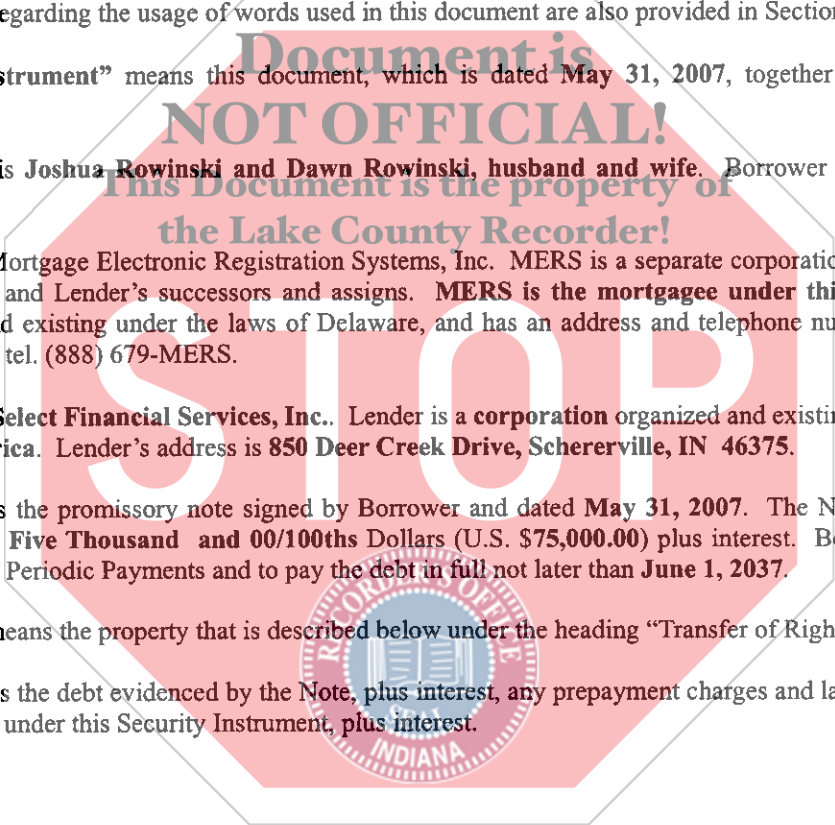 egarding the usage of words used in this document are also provided in Section
Document is
strument" means this document, which is dated May 31, 2007, together
NOT OFFICIAL!
is Joshua Rowinski and Dawn Rowinski, husband and wife. Borrower
This Document is the property of
the Lake County Recorder!
Mortgage Electronic Registration Systems, Inc. MERS is a separate corporatio
and Lender's successors and assigns. MERS is the mortgagee under thi
d existing under the laws of Delaware, and has an address and telephone nu
tel. (888) 679-MERS.
STOP
Select Financial Services, Inc.. Lender is a corporation organized and existin
rica. Lender's address is 850 Deer Creek Drive, Schererville, IN 46375.
s the promissory note signed by Borrower and dated May 31, 2007. The N
Five Thousand and 00/100ths Dollars (U.S. $75,000.00) plus interest. B
Periodic Payments and to pay the debt in full not later than June 1, 2037.
RECORDER'S OFFICE
neans the property that is described below under the heading "Transfer of Righ
s the debt evidenced by the Note, plus interest, any prepayment charges and la
under this Security Instrument, plus interest.
SEAL
INDIANA